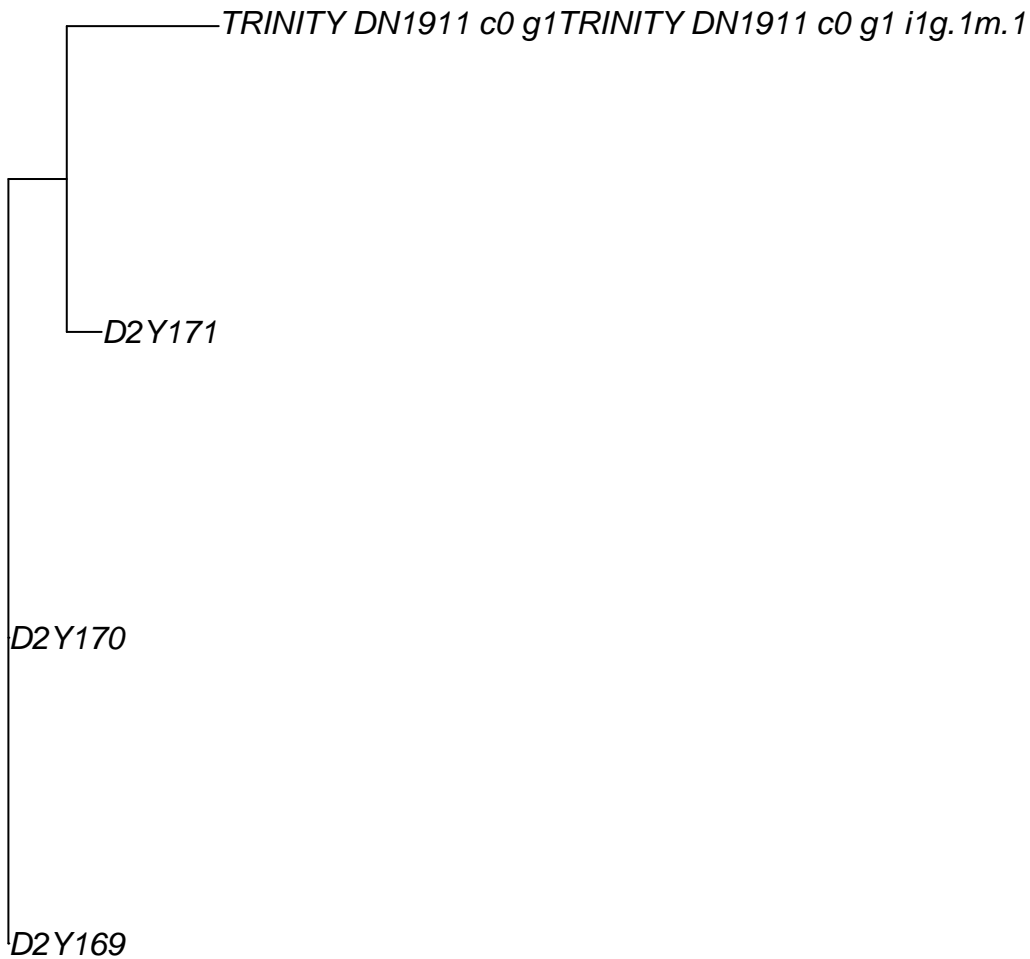 TRINITY DN1911 c0 g1TRINITY DN1911 c0 g1 i1g.1m.1
D2Y171
D2Y170
D2Y169